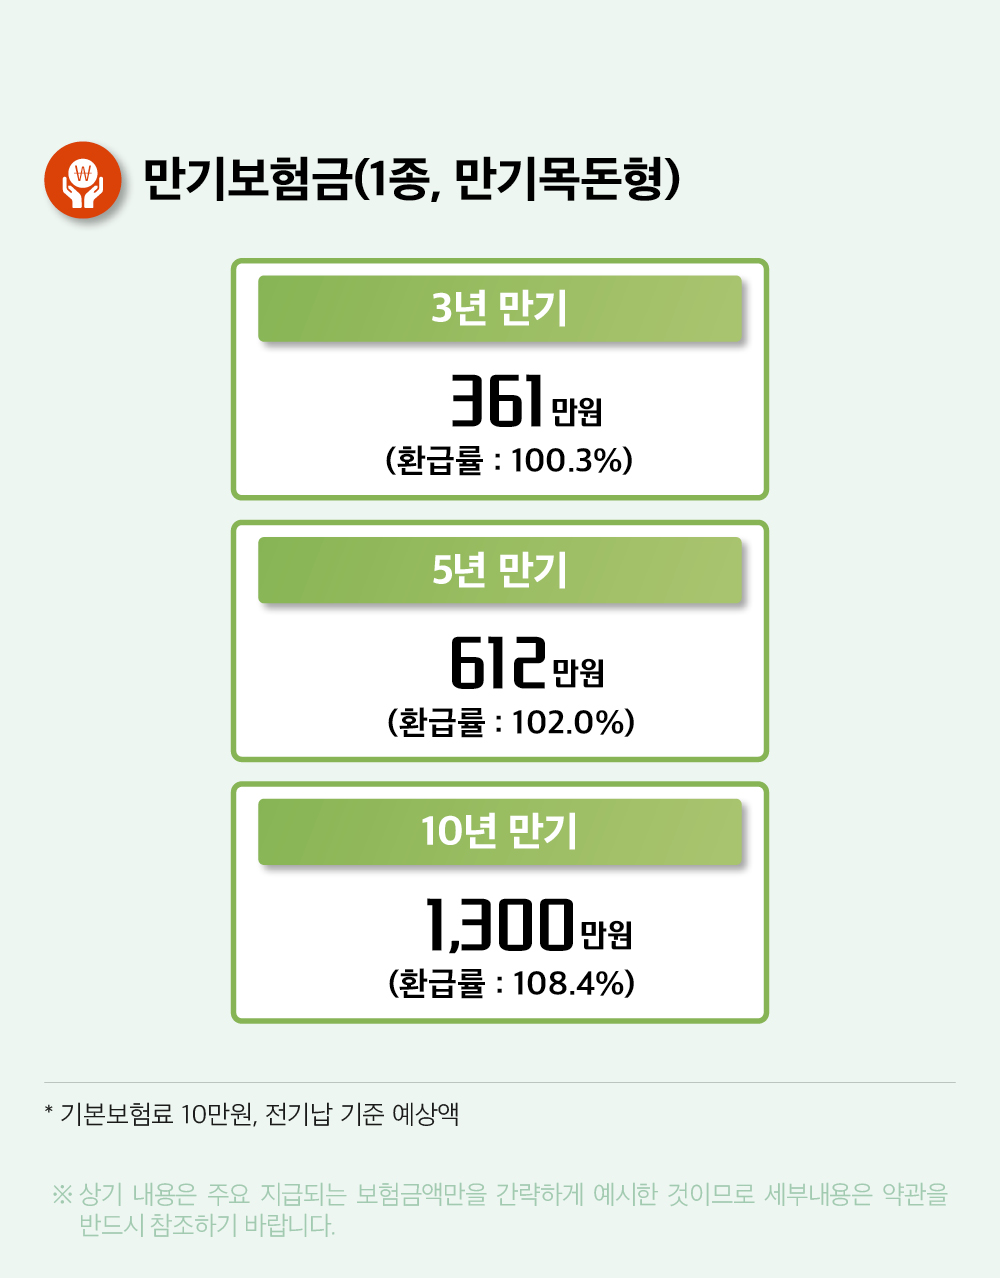 만기보험금(1종, 만기목돈형)
3년 만기
361만원
(환급률 : 100.3%)
5년 만기
612만원
(환급률 : 102.0%)
10년 만기
1,300만원
(환급률 : 108.4%)
* 기본보험료 10만원, 전기납 기준 예상액
※ 상기 내용은 주요 지급되는 보험금액만을 간략하게 예시한 것이므로 세부내용은 약관을
반드시 참조하기 바랍니다.